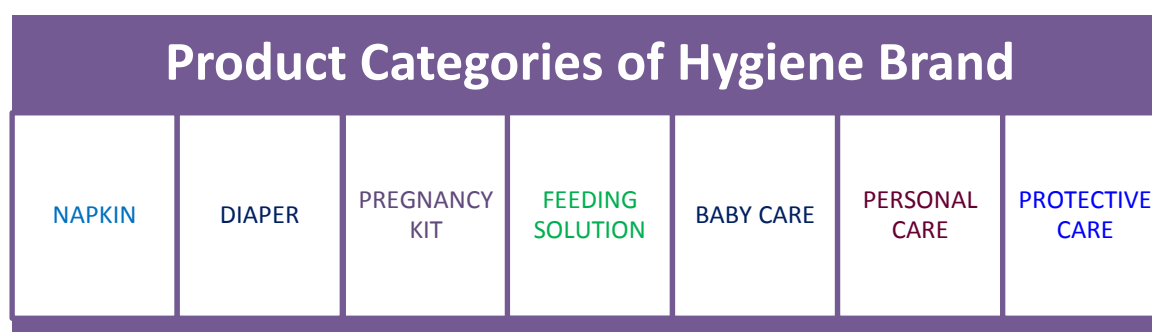 Product Categories of Hygiene Brand
NAPKIN
DIAPER
PREGNANCY
KIT
FEEDING
SOLUTION
BABY CARE
PERSONAL
CARE
PROTECTIVE
CARE